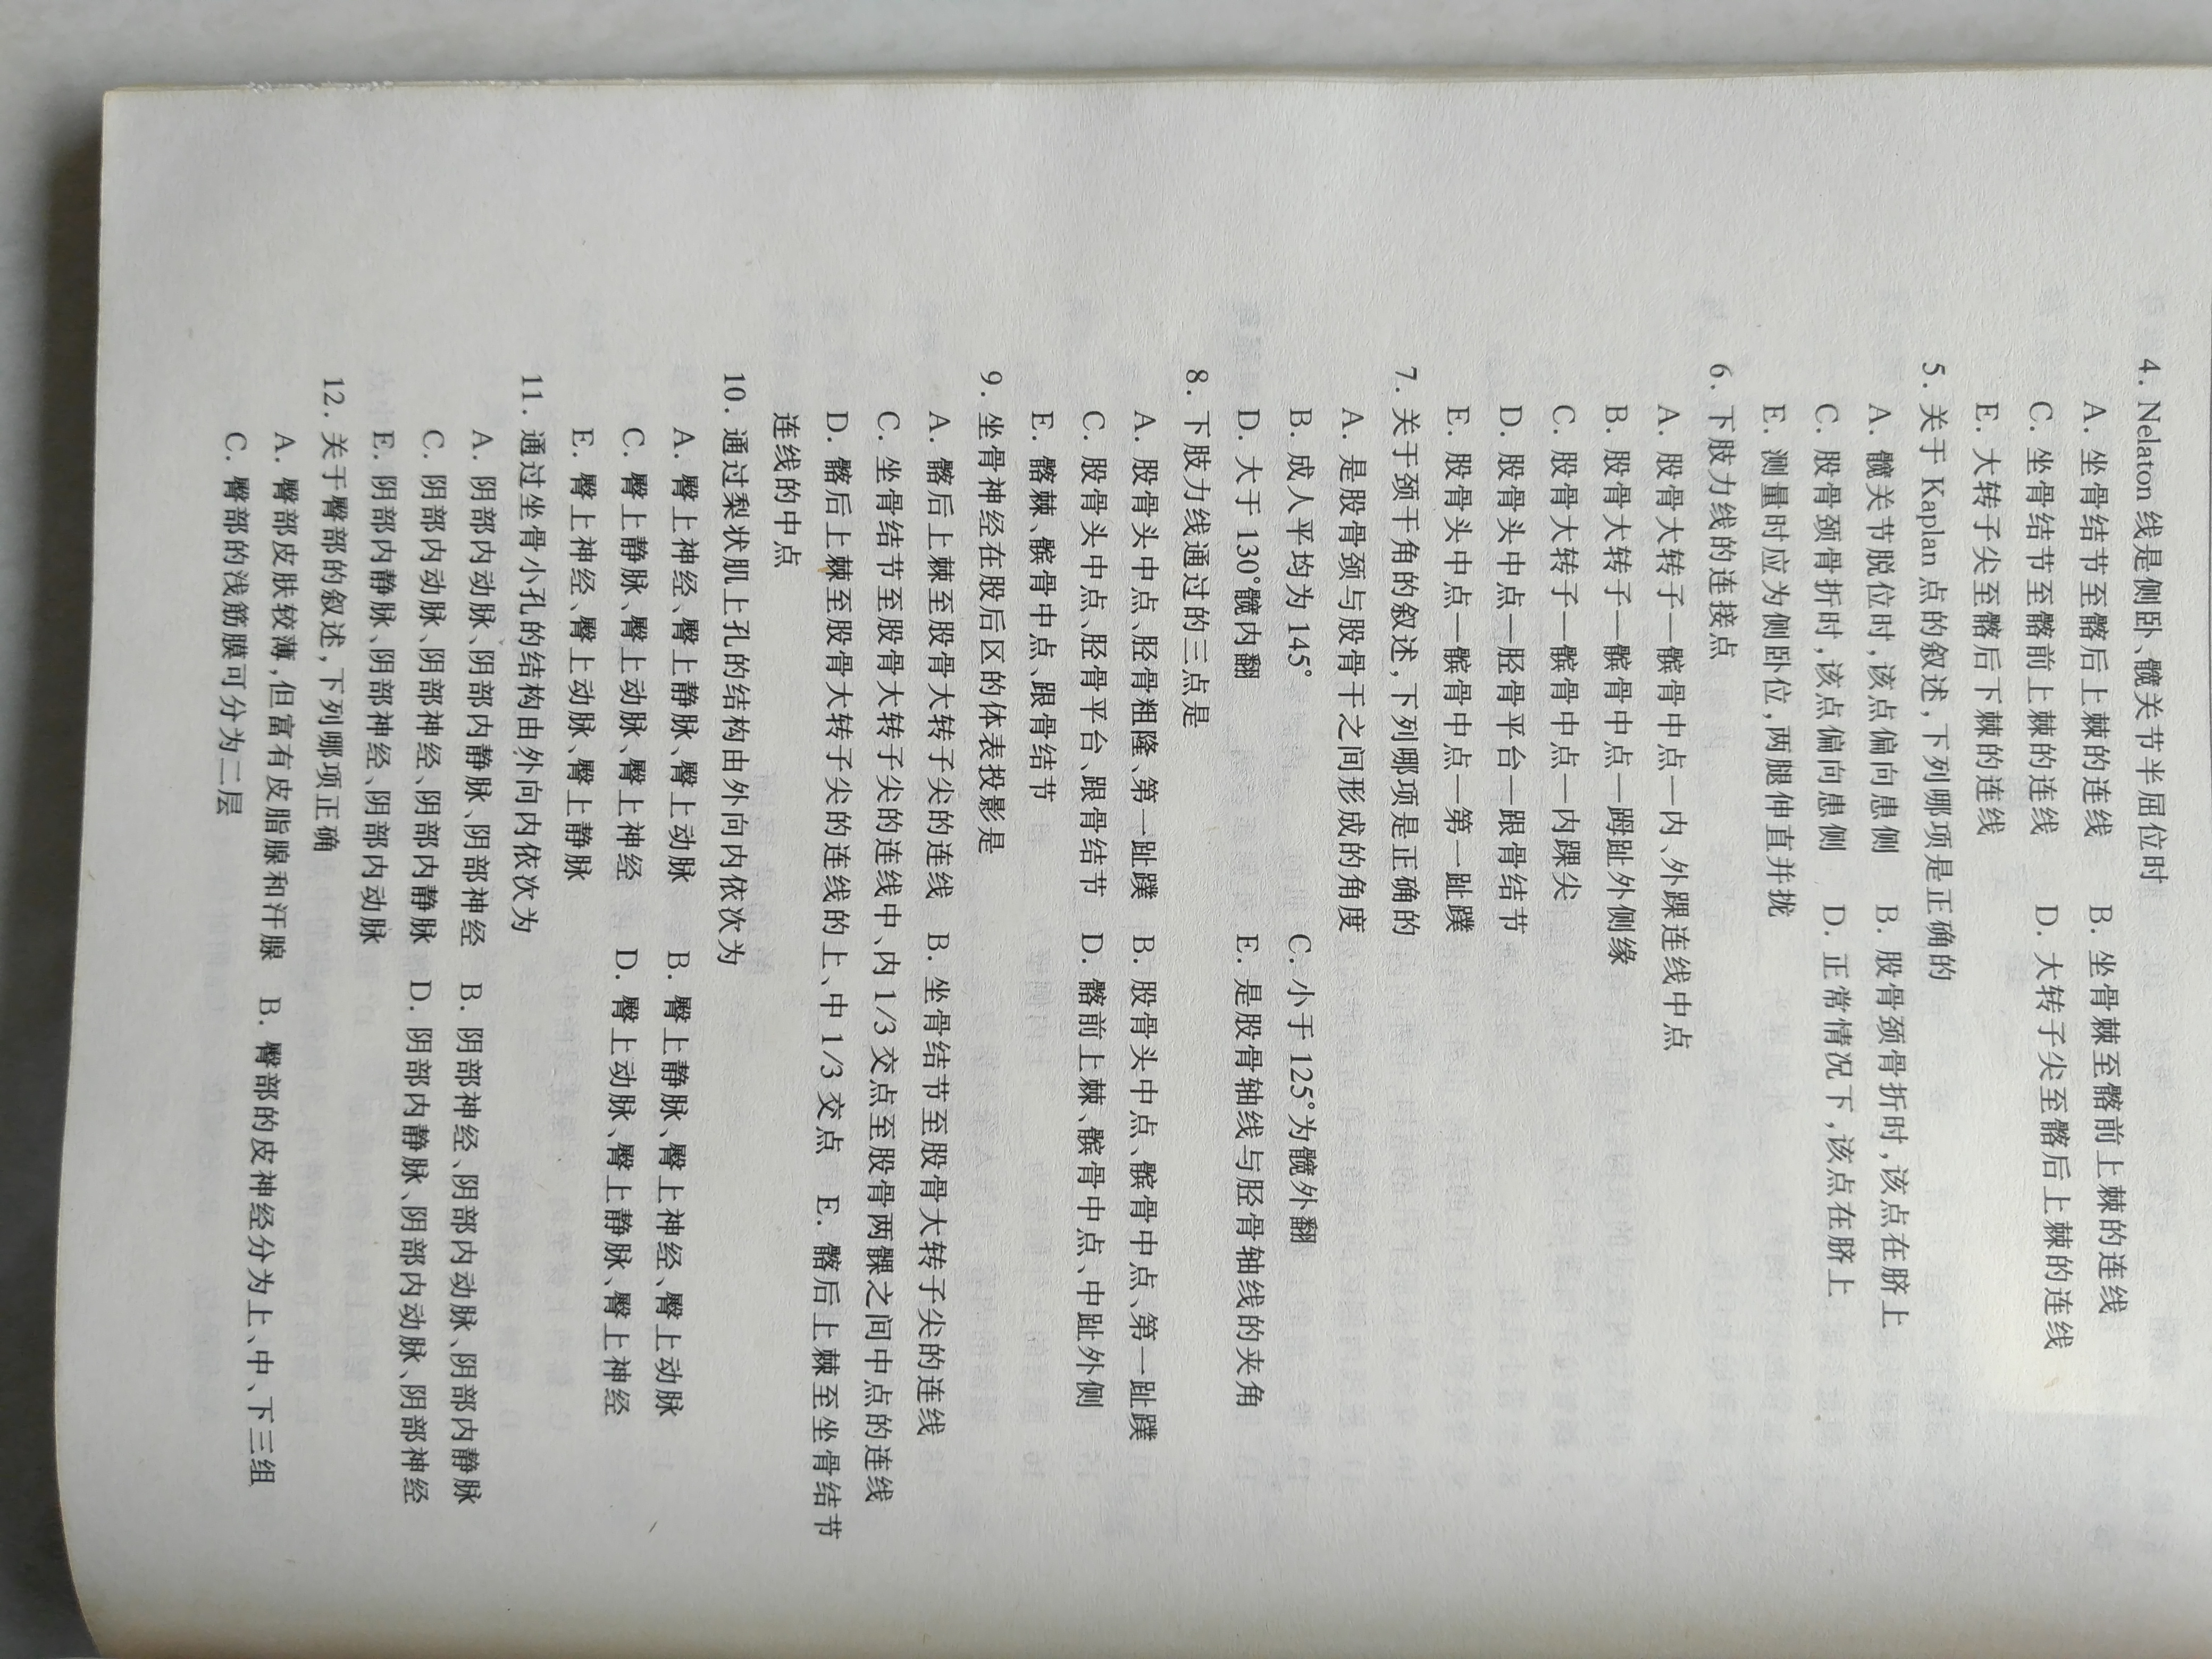 4. Nelaton 线是侧卧、髋关节半屈位时
A. 坐骨结节至髂后上棘的连线 B. 坐骨棘至髂前上棘的连线
C. 坐骨结节至髂前上棘的连线 D. 大转子尖至髂后上棘的连线
E. 大转子尖至髂后下棘的连线
5. 关于 Kaplan 点的叙述,下列哪项是正确的
A. 髋关节脱位时,该点偏向患侧 B. 股骨颈骨折时,该点在脐上
C. 股骨颈骨折时,该点偏向患侧 D. 正常情况下,该点在脐上
E. 测量时应为侧卧位,两腿伸直并拢
6. 下肢力线的连接点
A. 股骨大转子—髌骨中点—内、外踝连线中点
B. 股骨大转子—髌骨中点—踇趾外侧缘
C. 股骨大转子—髌骨中点—内踝尖
D. 股骨头中点—胫骨平台—跟骨结节
E. 股骨头中点—髌骨中点—第一趾蹼
7. 关于颈干角的叙述,下列哪项是正确的
A. 是股骨颈与股骨干之间形成的角度
B. 成人平均为 145° C. 小于 125°为髋外翻
D. 大于 130°髋内翻 E. 是股骨轴线与胫骨轴线的夹角
8. 下肢力线通过的三点是
A. 股骨头中点、胫骨粗隆、第一趾蹼 B. 股骨头中点、髌骨中点、第一趾蹼
C. 股骨头中点、胫骨平台、跟骨结节 D. 髂前上棘、髌骨中点、中趾外侧
E. 髂棘、髌骨中点、跟骨结节
9. 坐骨神经在股后区的体表投影是
A. 髂后上棘至股骨大转子尖的连线 B. 坐骨结节至股骨大转子尖的连线
C. 坐骨结节至股骨大转子尖的连线中、内 1/3 交点至股骨两髁之间中点的连线
D. 髂后上棘至股骨大转子尖的连线的上、中 1/3 交点 E. 髂后上棘至坐骨结节
连线的中点
10. 通过梨状肌上孔的结构由外向内依次为
A. 臀上神经、臀上静脉、臀上动脉 B. 臀上静脉、臀上神经、臀上动脉
C. 臀上静脉、臀上动脉、臀上神经 D. 臀上动脉、臀上静脉、臀上神经
E. 臀上神经、臀上动脉、臀上静脉
11. 通过坐骨小孔的结构由外向内依次为
A. 阴部内动脉、阴部内静脉、阴部神经 B. 阴部神经、阴部内动脉、阴部内静脉
C. 阴部内动脉、阴部神经、阴部内静脉 D. 阴部内静脉、阴部内动脉、阴部神经
E. 阴部内静脉、阴部神经、阴部内动脉
12. 关于臀部的叙述,下列哪项正确
A. 臀部皮肤较薄,但富有皮脂腺和汗腺 B. 臀部的皮神经分为上、中、下三组
C. 臀部的浅筋膜可分为二层